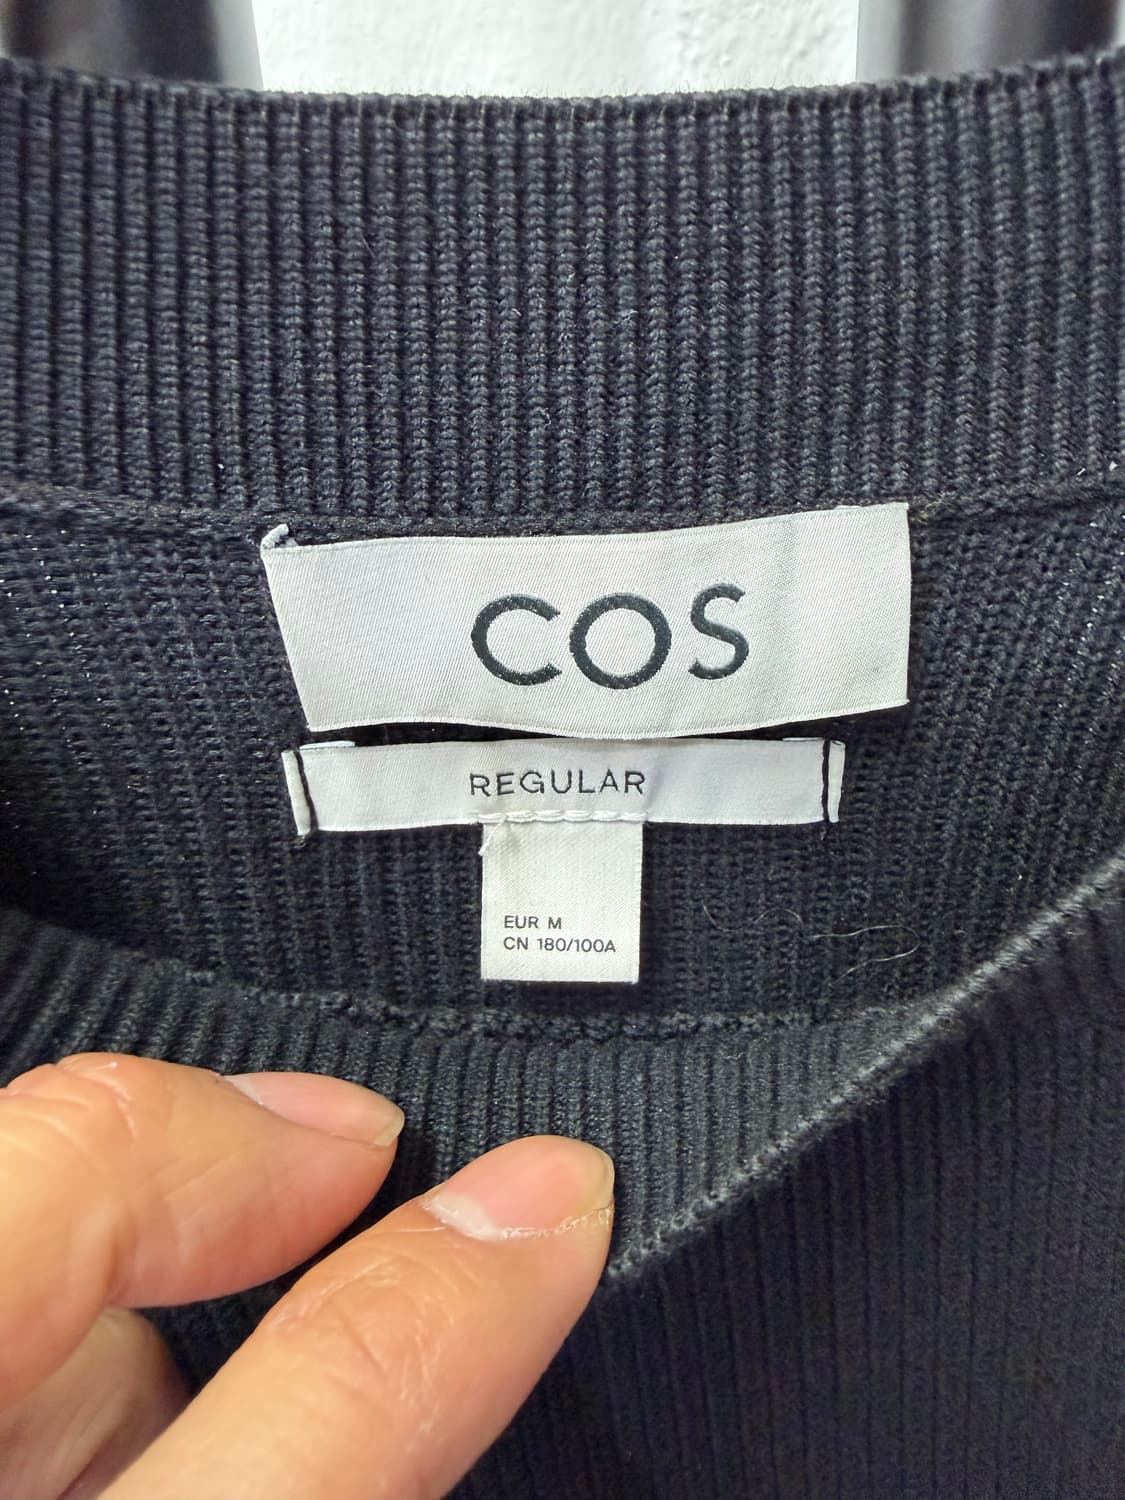 COS
REGULAR
EUR M
CN 180/100A